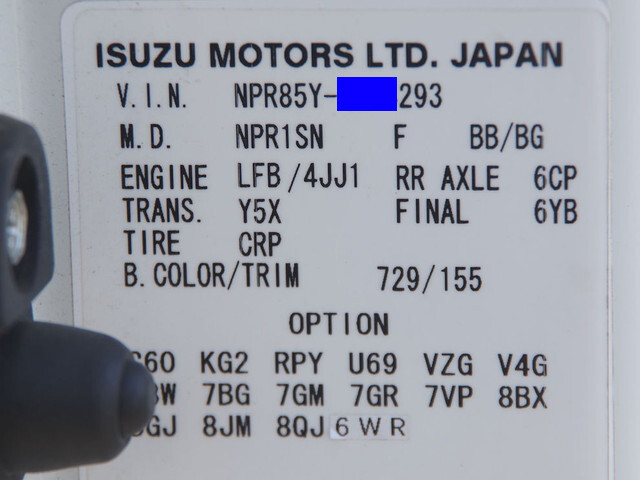 ISUZU MOTORS LTD. JAPAN
V.I.N. NPR85Y- 293
M.D. NPR1SN F BB/BG
ENGINE LFB/4JJ1 RR AXLE 6CP
TRANS. Y5X FINAL 6YB
TIRE CRP
B.COLOR/TRIM 729/155
OPTION
KG2 RPY U69 VZG V4G
7BG 7GM 7GR 7VP 8BX
8JM 8QJ 6WR